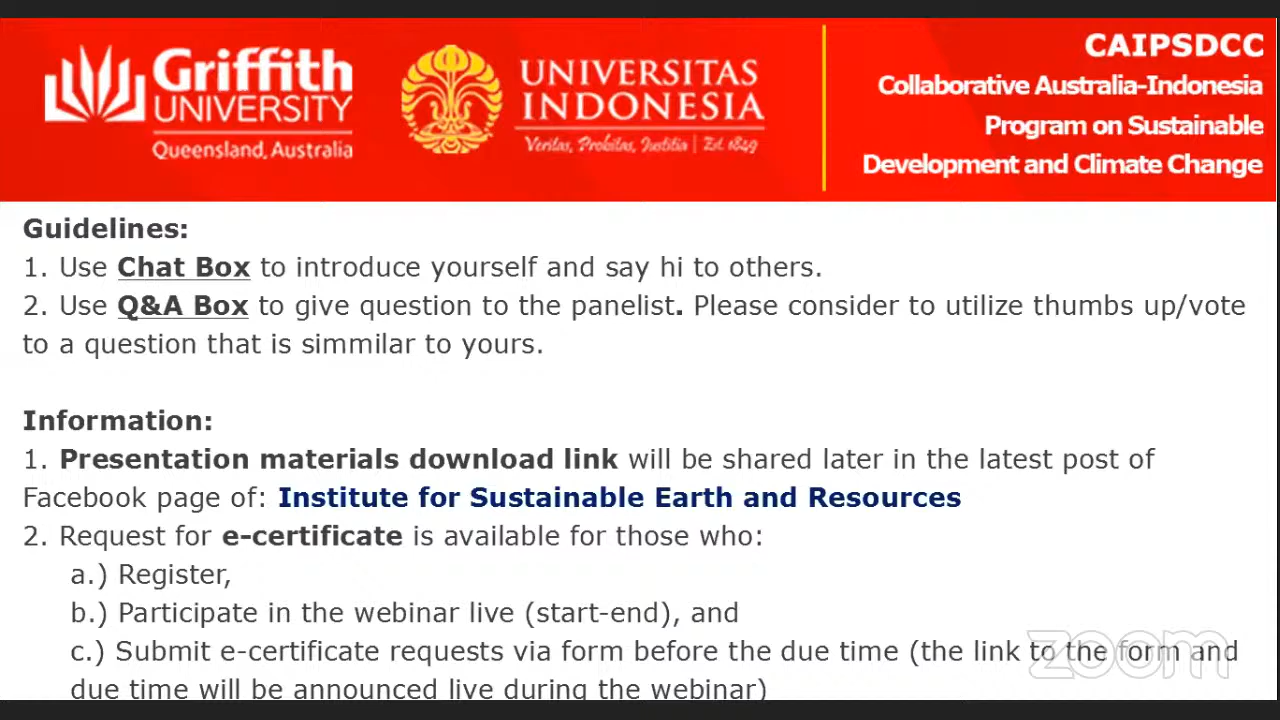 Griffith
UNIVERSITY
Queensland, Australia
UNIVERSITAS
INDONESIA
Veritas, Probitas, Iustitia | Est. 1849
CAIPSDCC
Collaborative Australia-Indonesia
Program on Sustainable
Development and Climate Change
Guidelines:
1. Use Chat Box to introduce yourself and say hi to others.
2. Use Q&A Box to give question to the panelist. Please consider to utilize thumbs up/vote
to a question that is simmilar to yours.
Information:
1. Presentation materials download link will be shared later in the latest post of
Facebook page of: Institute for Sustainable Earth and Resources
2. Request for e-certificate is available for those who:
a.) Register,
b.) Participate in the webinar live (start-end), and
c.) Submit e-certificate requests via form before the due time (the link to the form and
due time will be announced live during the webinar)
zoom